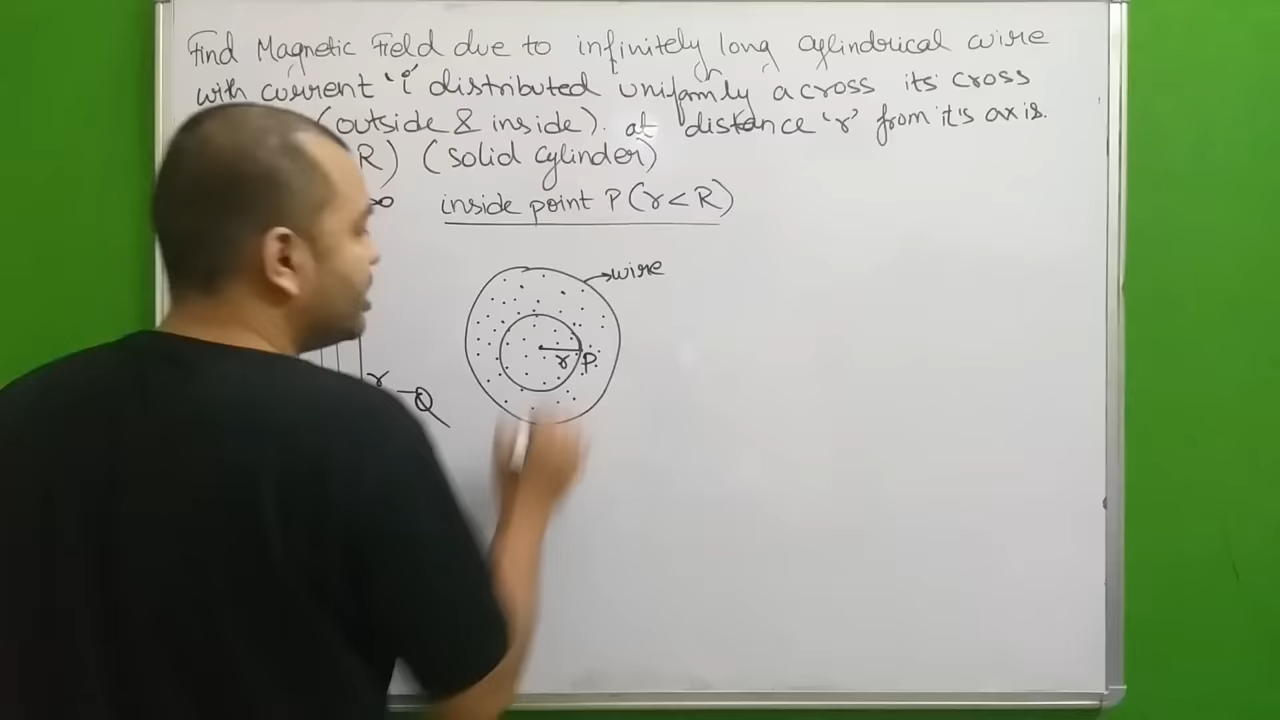 Find Magnetic Field due to infinitely long cylindrical wire
with current 'i' distributed uniformly across its cross
(outside & inside). at distance 'r' from it's axis.
R) (solid cylinder)
∞
inside point P(r<R)
wire
r P
r
Q